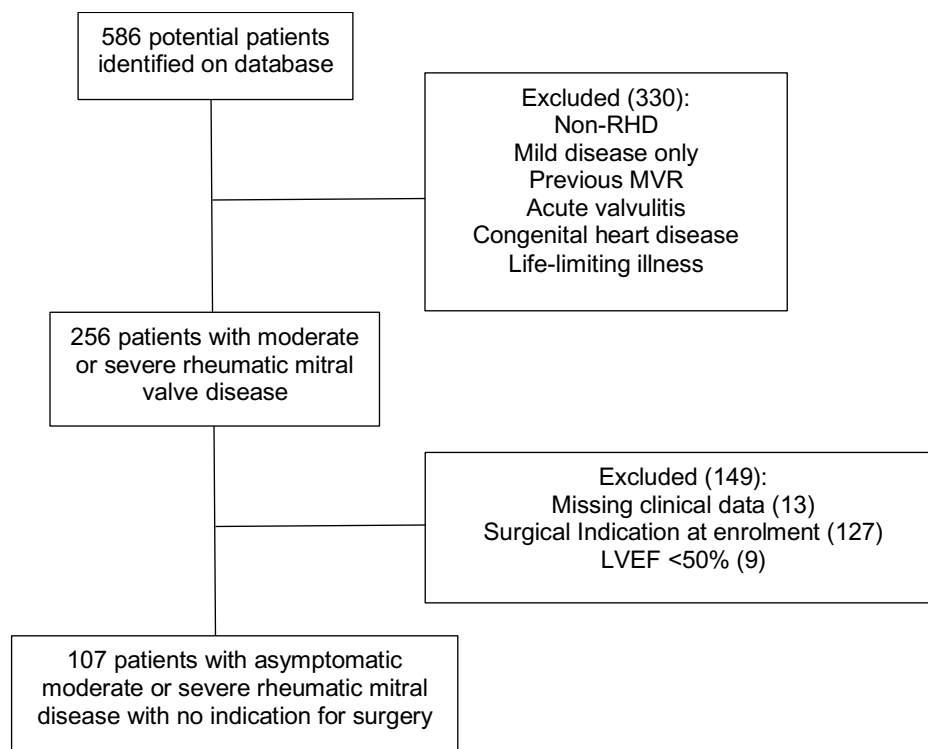 586 potential patients
identified on database
Excluded (330):
Non-RHD
Mild disease only
Previous MVR
Acute valvulitis
Congenital heart disease
Life-limiting illness
256 patients with moderate
or severe rheumatic mitral
valve disease
Excluded (149):
Missing clinical data (13)
Surgical Indication at enrolment (127)
LVEF <50% (9)
107 patients with asymptomatic
moderate or severe rheumatic mitral
disease with no indication for surgery